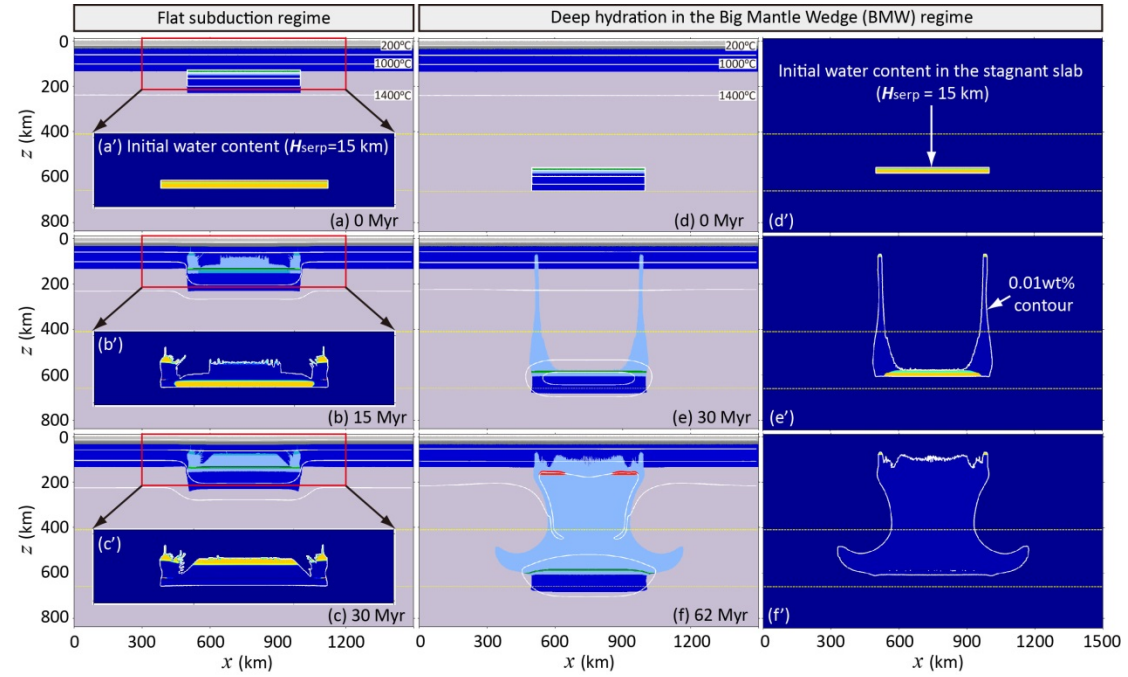 Flat subduction regime
Deep hydration in the Big Mantle Wedge (BMW) regime
0
200
400
600
800
z (km)
200°C
1000°C
1400°C
(a') Initial water content (Hserp=15 km)
(a) 0 Myr
200°C
1000°C
1400°C
(d) 0 Myr
Initial water content in the stagnant slab
(Hserp = 15 km)
(d')
0
200
400
600
800
z (km)
(b')
(b) 15 Myr
(e) 30 Myr
0.01wt%
contour
(e')
0
200
400
600
800
z (km)
(c')
(c) 30 Myr
(f) 62 Myr
(f')
0 300 600 900 1200
x (km)
0 300 600 900 1200
x (km)
0 300 600 900 1200 1500
x (km)